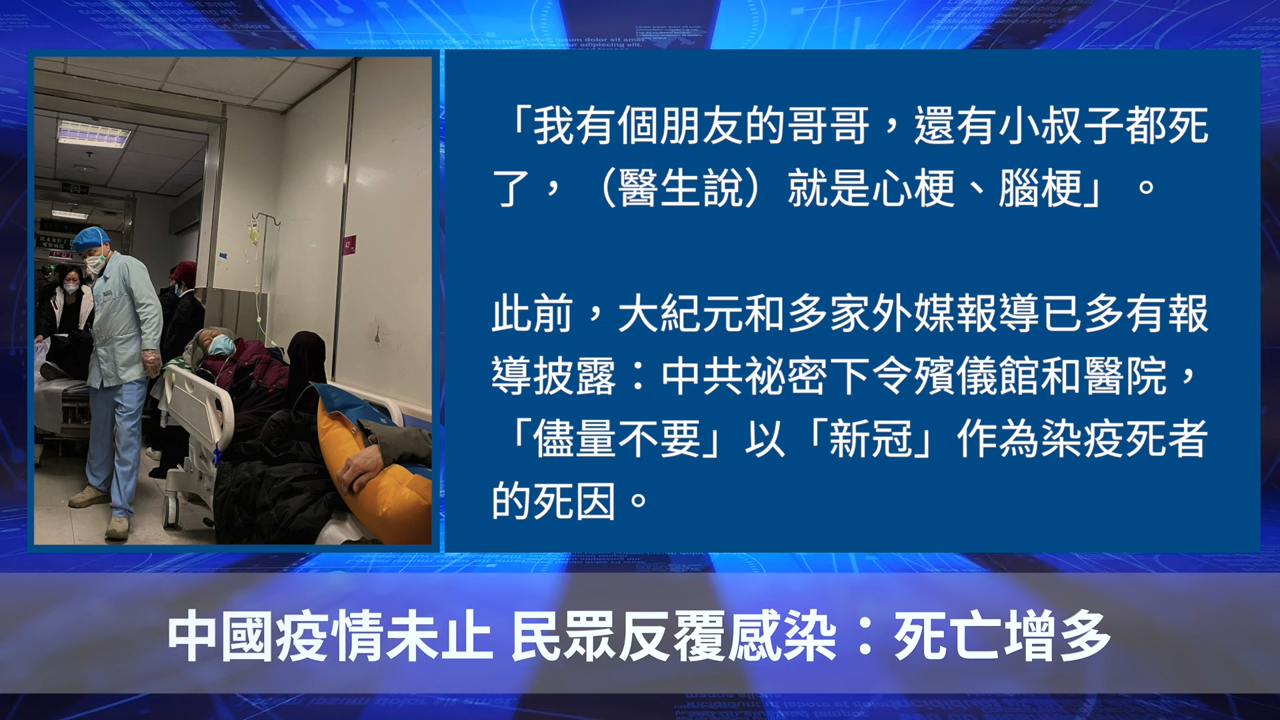 「我有個朋友的哥哥，還有小叔子都死
了，（醫生說）就是心梗、腦梗」。
此前，大紀元和多家外媒報導已多有報
導披露：中共祕密下令殯儀館和醫院，
「儘量不要」以「新冠」作為染疫死者
的死因。
中國疫情未止 民眾反覆感染：死亡增多